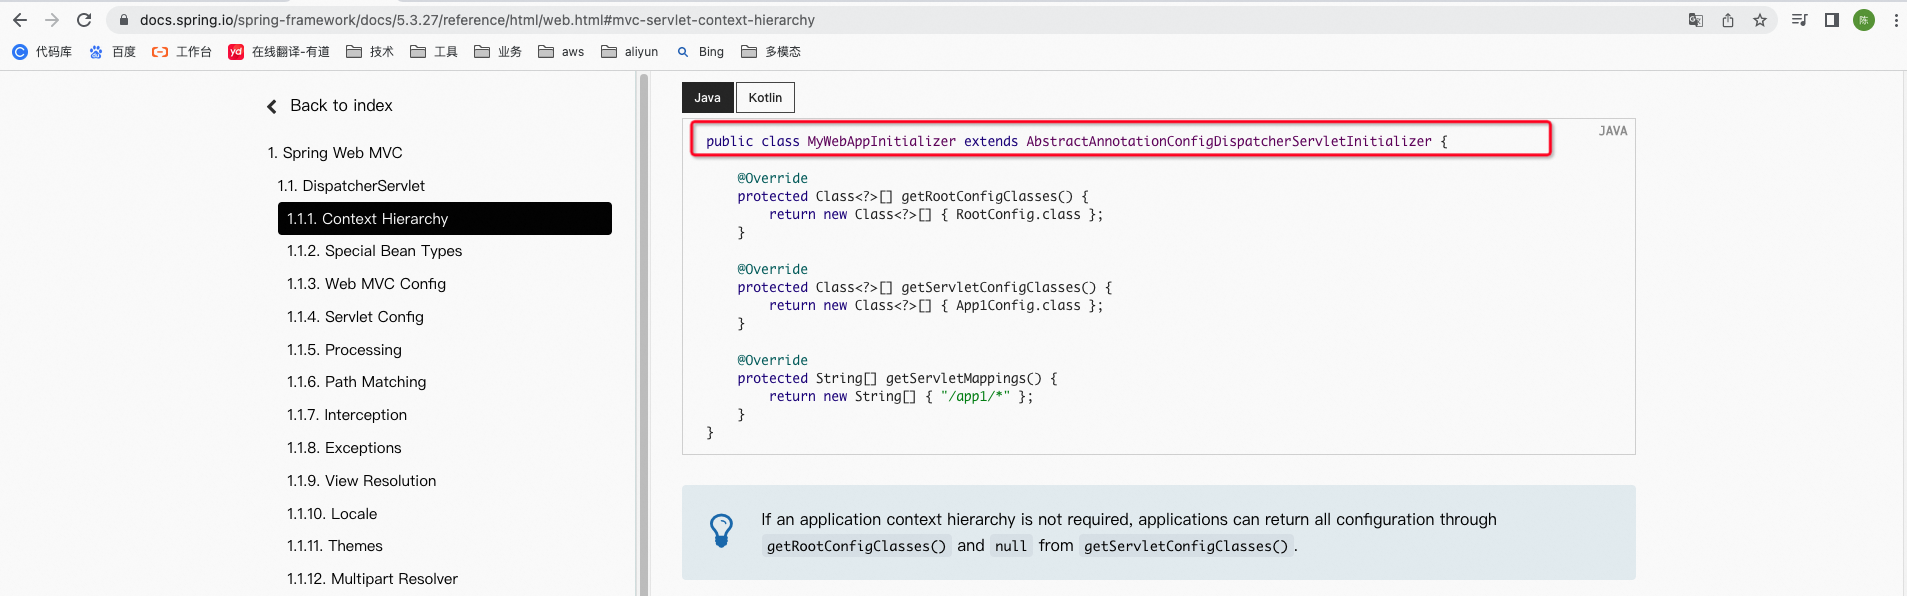 docs.spring.io/spring-framework/docs/5.3.27/reference/html/web.html#mvc-servlet-context-hierarchy
陈
代码库 百度 工作台 yd 在线翻译-有道 技术 工具 业务 aws aliyun Bing 多模态
Back to index
1. Spring Web MVC
1.1. DispatcherServlet
1.1.1. Context Hierarchy
1.1.2. Special Bean Types
1.1.3. Web MVC Config
1.1.4. Servlet Config
1.1.5. Processing
1.1.6. Path Matching
1.1.7. Interception
1.1.8. Exceptions
1.1.9. View Resolution
1.1.10. Locale
1.1.11. Themes
1.1.12. Multipart Resolver
Java Kotlin
JAVA
public class MyWebAppInitializer extends AbstractAnnotationConfigDispatcherServletInitializer {
@Override
protected Class<?>[] getRootConfigClasses() {
return new Class<?>[] { RootConfig.class };
}
@Override
protected Class<?>[] getServletConfigClasses() {
return new Class<?>[] { App1Config.class };
}
@Override
protected String[] getServletMappings() {
return new String[] { "/app1/*" };
}
}
If an application context hierarchy is not required, applications can return all configuration through
getRootConfigClasses() and null from getServletConfigClasses().